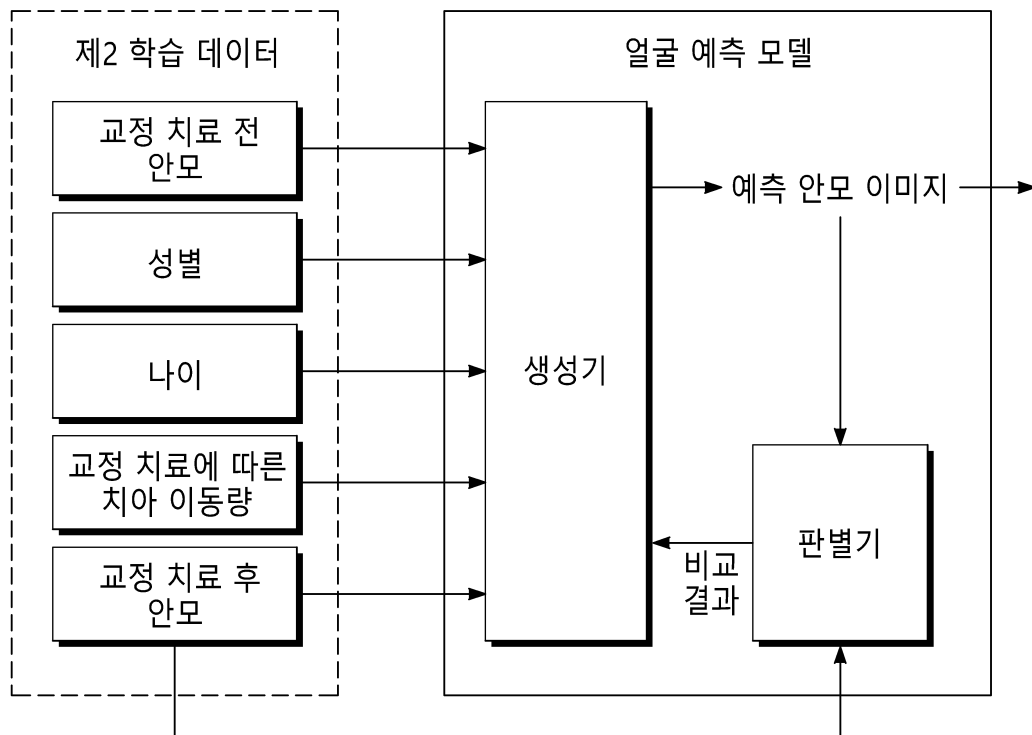 제2 학습 데이터
교정 치료 전
안모
성별
나이
교정 치료에 따른
치아 이동량
교정 치료 후
안모
얼굴 예측 모델
생성기
예측 안모 이미지
판별기
비교
결과